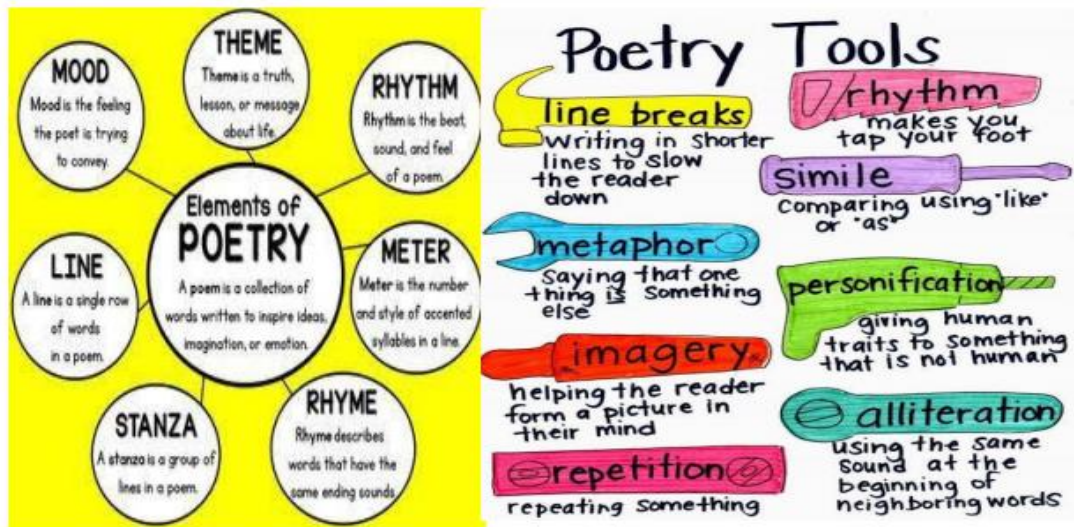 THEME
Theme is a truth,
lesson, or message
about life.
MOOD
Mood is the feeling
the poet is trying
to convey.
RHYTHM
Rhythm is the beat,
sound, and feel
of a poem.
Elements of
POETRY
A poem is a collection of
words written to inspire ideas,
imagination, or emotion.
LINE
A line is a single row
of words
in a poem.
METER
Meter is the number
and style of accented
syllables in a line.
STANZA
A stanza is a group of
lines in a poem.
RHYME
Rhyme describes
words that have the
same ending sounds.
Poetry Tools
line breaks
writing in shorter
lines to slow
the reader
down
rhythm
makes you
tap your foot
simile
comparing using "like"
or "as"
metaphor
saying that one
thing is something
else
personification
giving human
traits to something
that is not human
imagery
helping the reader
form a picture in
their mind
alliteration
using the same
sound at the
beginning of
neighboring words
repetition
repeating something